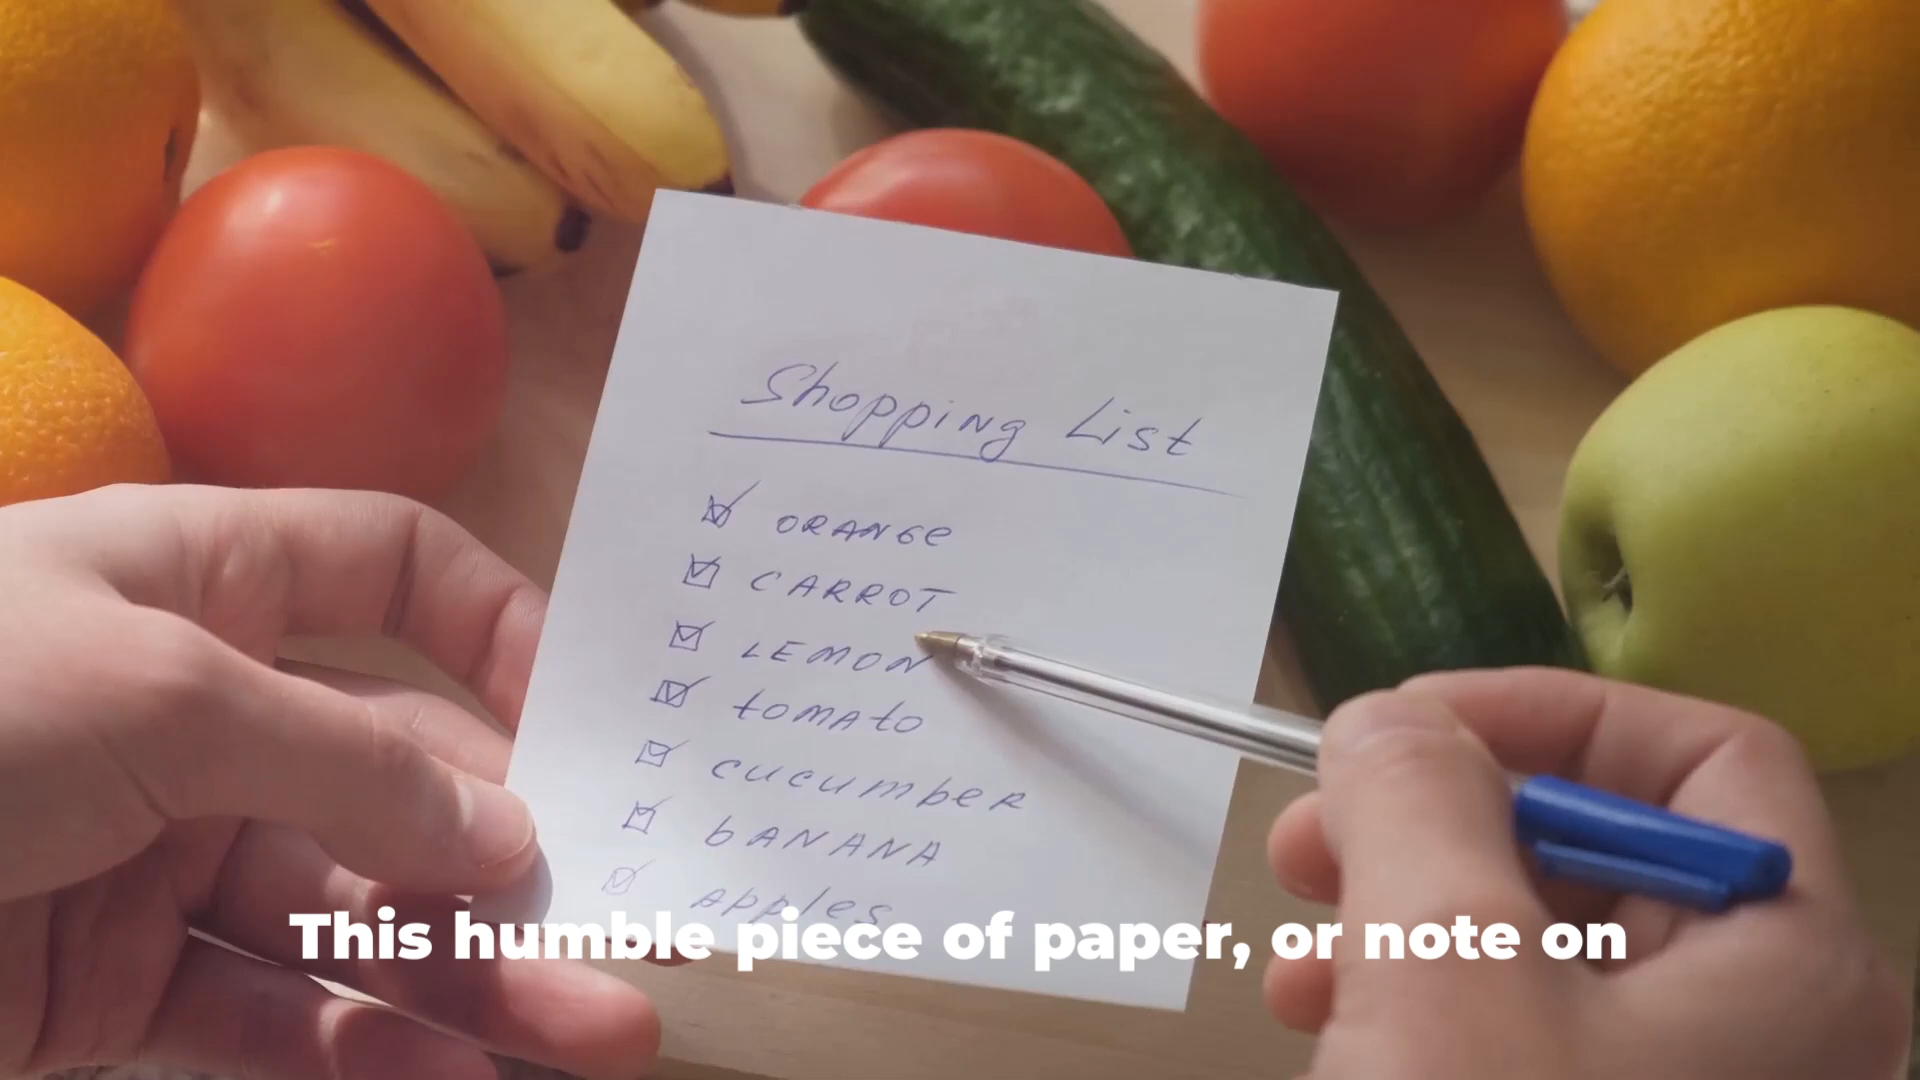 Shopping List
ORANGe
CARROT
LEMON
tomAto
cucumbeR
bANANA
Apples
This humble piece of paper, or note on